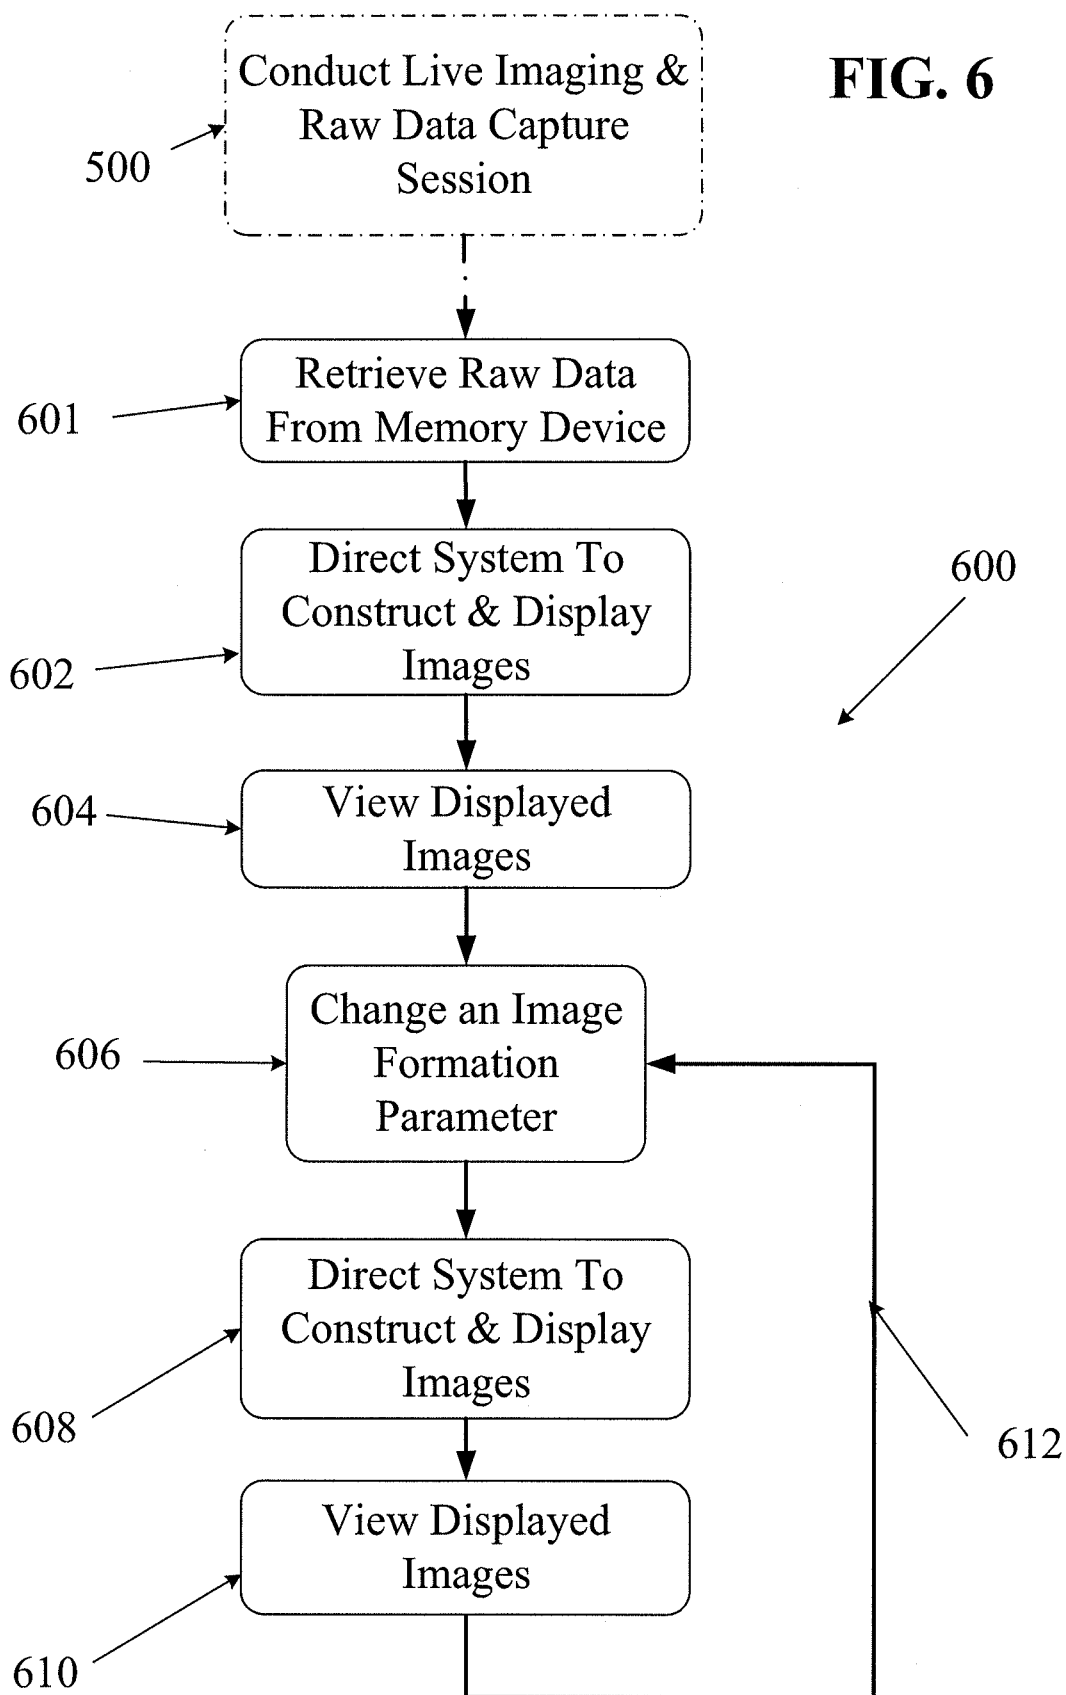 FIG. 6
Conduct Live Imaging &
Raw Data Capture
Session
500
Retrieve Raw Data
From Memory Device
601
Direct System To
Construct & Display
Images
602
600
View Displayed
Images
604
Change an Image
Formation
Parameter
606
Direct System To
Construct & Display
Images
608
612
View Displayed
Images
610